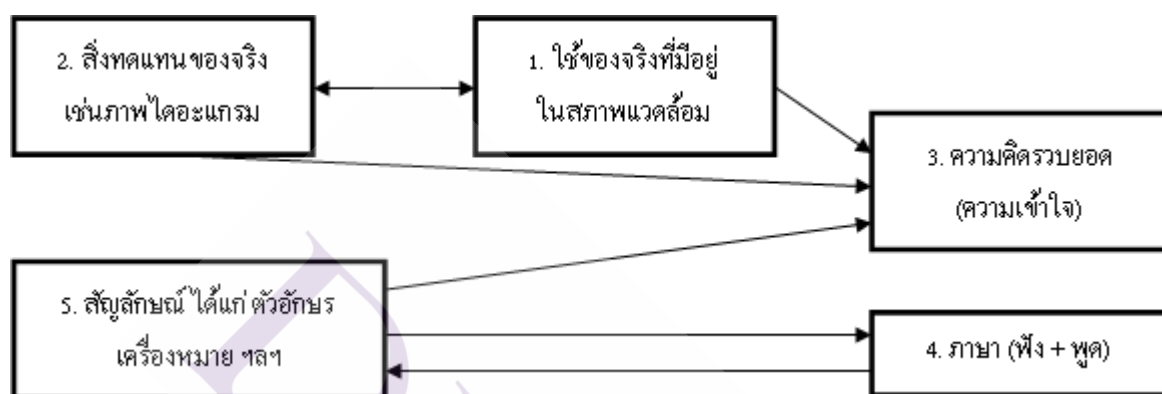 2. สิ่งทดแทนของจริง
เช่นภาพไดอะแกรม
1. ใช้ของจริงที่มีอยู่
ในสภาพแวดล้อม
3. ความคิดรวบยอด
(ความเข้าใจ)
5. สัญลักษณ์ ได้แก่ ตัวอักษร
เครื่องหมาย ฯลฯ
4. ภาษา (ฟัง + พูด)